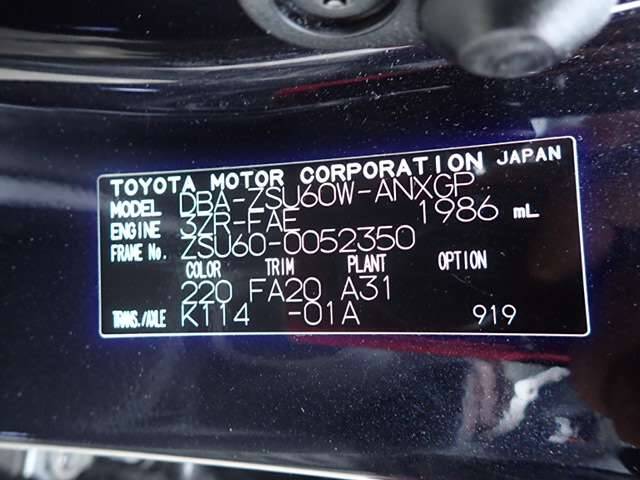 TOYOTA MOTOR CORPORATION JAPAN
MODEL DBA-ZSU60W-ANXGP
ENGINE 3ZR-FAE 1986 mL
FRAME No. ZSU60-0052350
COLOR TRIM PLANT OPTION
220 FA20 A31
TRANS./AXLE K114 -01A 919